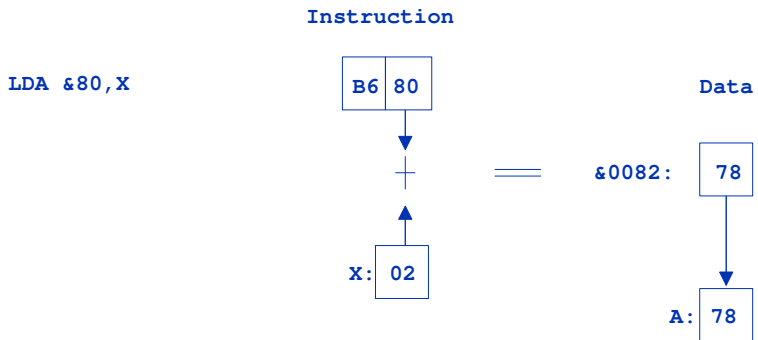 Instruction
LDA &80,X B6 80 Data
+ = &0082: 78
X: 02
A: 78